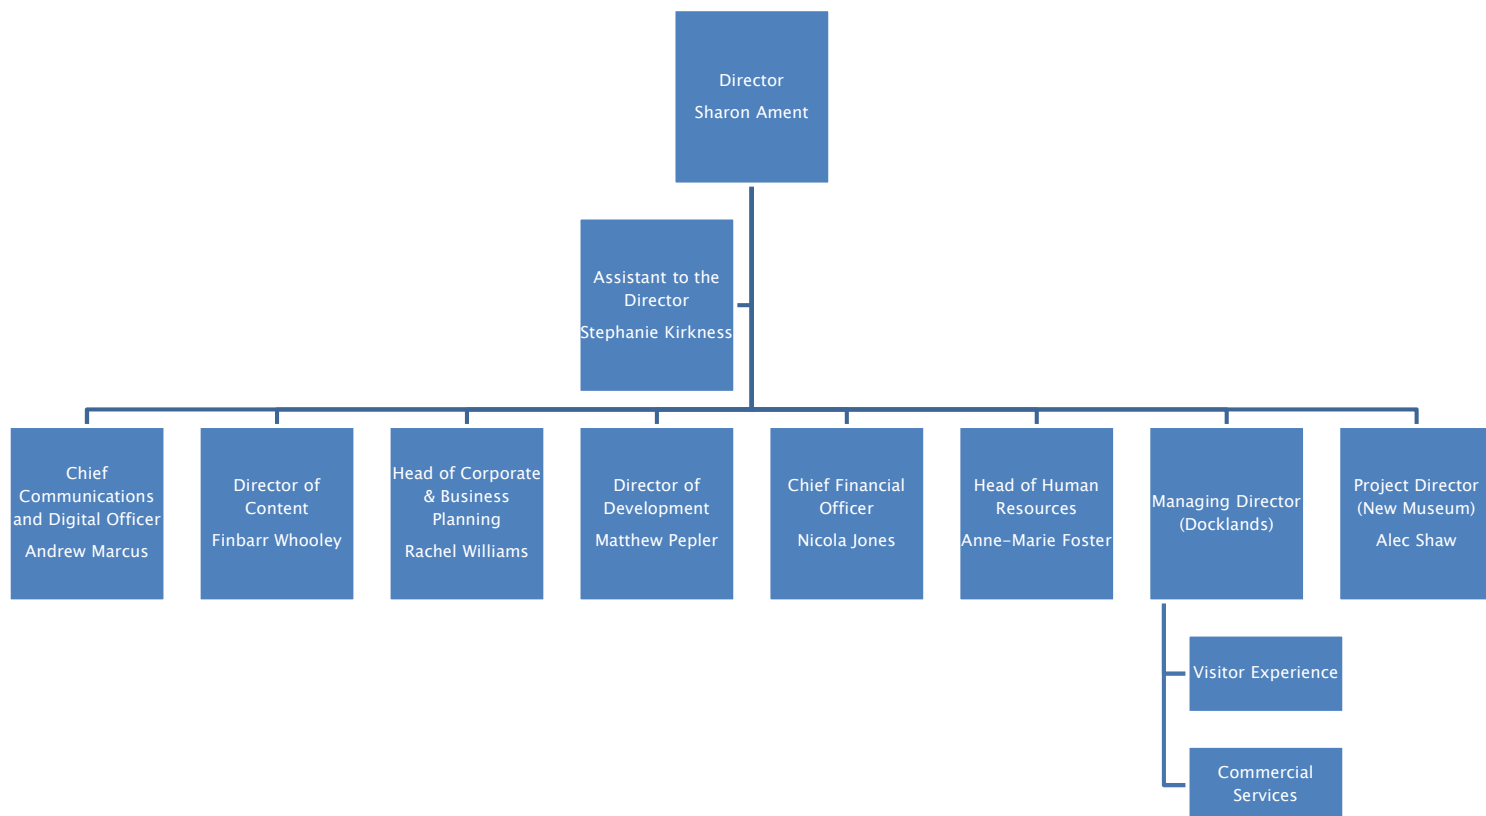 Director
Sharon Ament
Assistant to the
Director
Stephanie Kirkness
Chief
Communications
and Digital Officer
Andrew Marcus
Director of
Content
Finbarr Whooley
Head of Corporate
& Business
Planning
Rachel Williams
Director of
Development
Matthew Pepler
Chief Financial
Officer
Nicola Jones
Head of Human
Resources
Anne-Marie Foster
Managing Director
(Docklands)
Project Director
(New Museum)
Alec Shaw
Visitor Experience
Commercial
Services